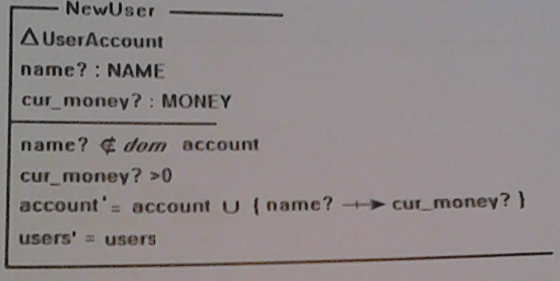 NewUser
ΔUserAccount
name? : NAME
cur_money? : MONEY
name? ∉ dom account
cur_money? >0
account' = account ∪ {name? ⇸ cur_money? }
users' = users